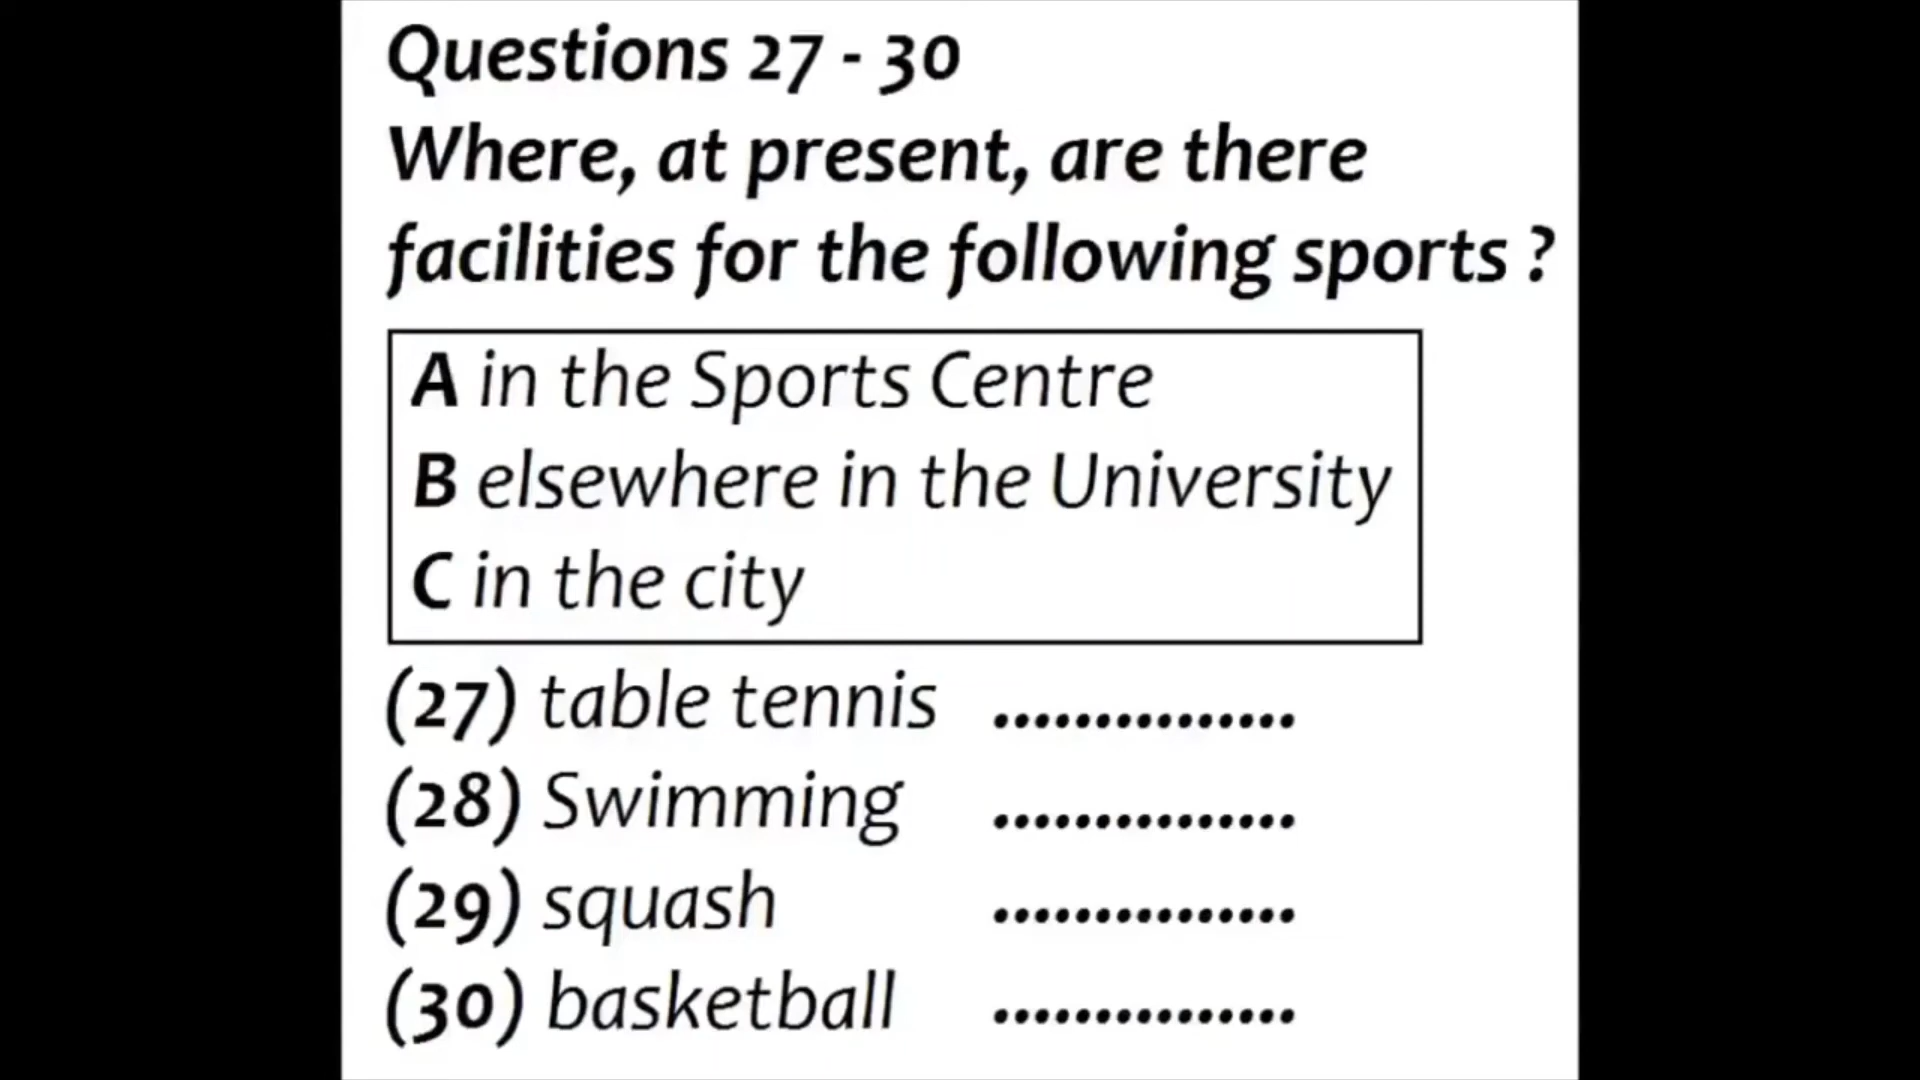 Questions 27 - 30
Where, at present, are there
facilities for the following sports ?
A in the Sports Centre
B elsewhere in the University
C in the city
(27) table tennis ...............
(28) Swimming ...............
(29) squash ...............
(30) basketball ...............